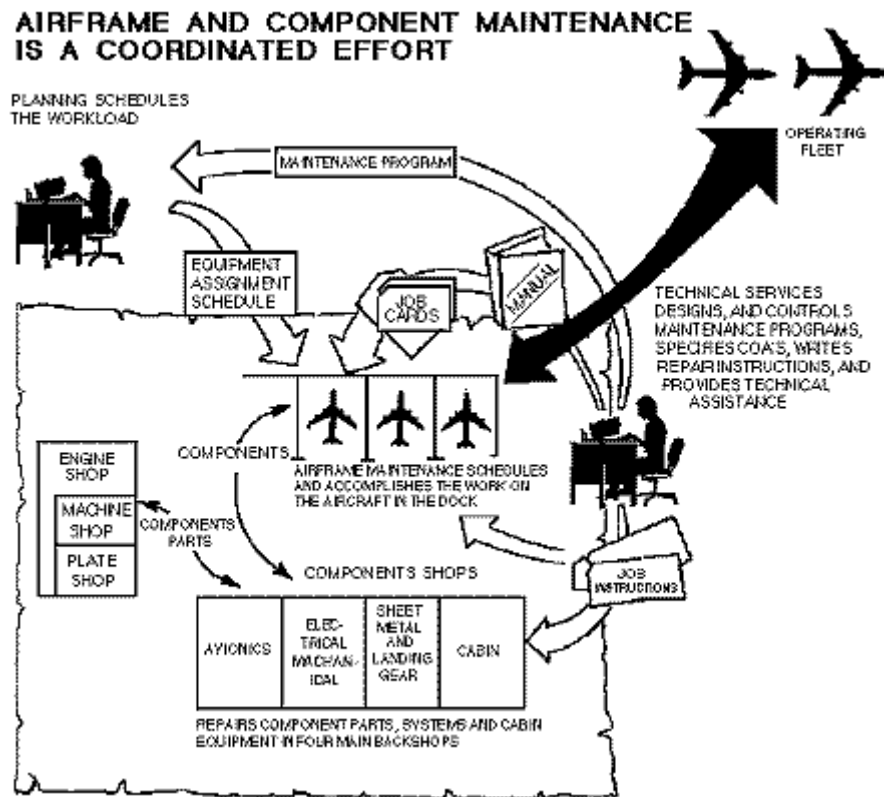 AIRFRAME AND COMPONENT MAINTENANCE
IS A COORDINATED EFFORT
PLANNING SCHEDULES
THE WORKLOAD
OPERATING
FLEET
MAINTENANCE PROGRAM
EQUIPMENT
ASSIGNMENT
SCHEDULE
JOB
CARDS
MANUAL
TECHNICAL SERVICES
DESIGNS, AND CONTROLS
MAINTENANCE PROGRAMS,
SPECIFIES COA'S, WRITES
REPAIR INSTRUCTIONS, AND
PROVIDES TECHNICAL
ASSISTANCE
COMPONENTS
AIRFRAME MAINTENANCE SCHEDULES
AND ACCOMPLISHES THE WORK ON
THE AIRCRAFT IN THE DOCK
ENGINE
SHOP
MACHINE
SHOP
PLATE
SHOP
COMPONENTS
PARTS
COMPONENTS SHOPS
JOB
INSTRUCTIONS
AVIONICS
ELEC-
TRICAL
MACHAN-
ICAL
SHEET
METAL
AND
LANDING
GEAR
CABIN
REPAIRS COMPONENT PARTS, SYSTEMS AND CABIN
EQUIPMENT IN FOUR MAIN BACKSHOPS